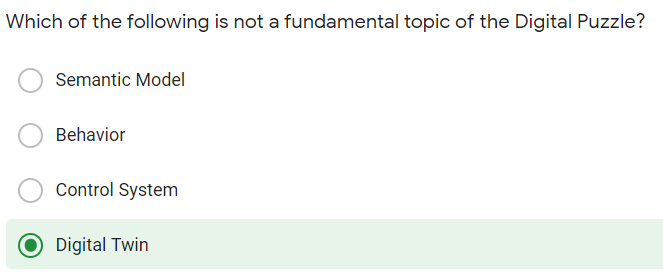 Which of the following is not a fundamental topic of the Digital Puzzle?
Semantic Model
Behavior
Control System
Digital Twin